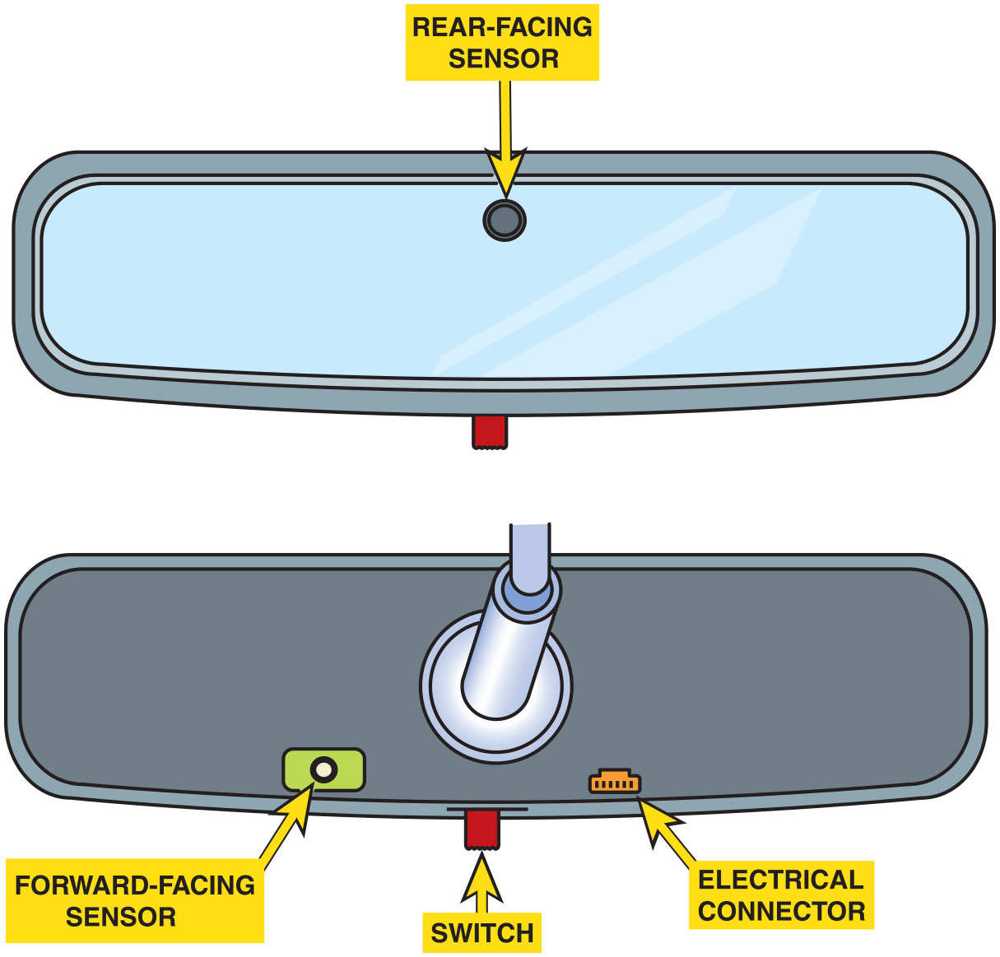 REAR-FACING
SENSOR
FORWARD-FACING
SENSOR
SWITCH
ELECTRICAL
CONNECTOR